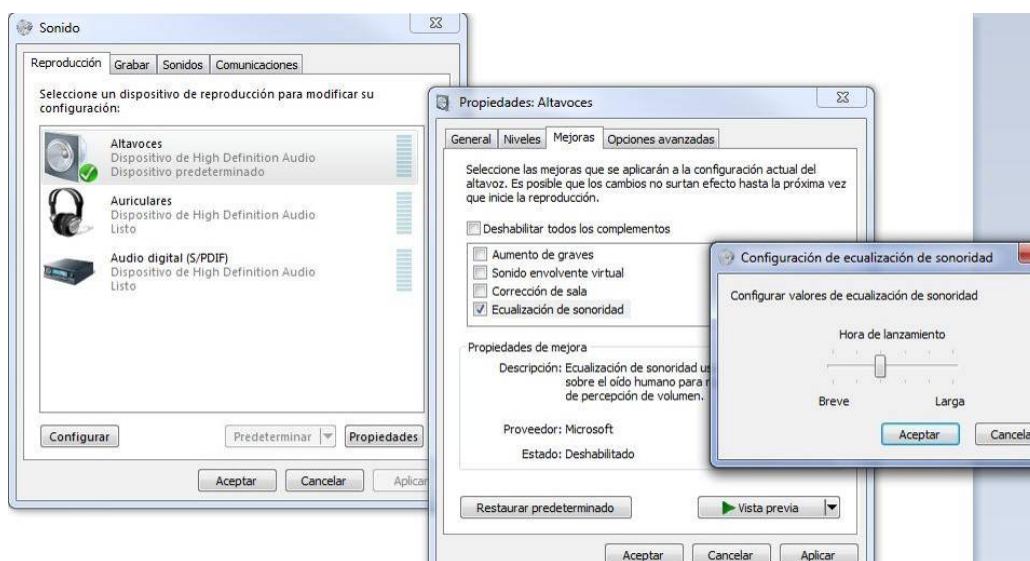 Sonido
Reproducción Grabar Sonidos Comunicaciones
Seleccione un dispositivo de reproducción para modificar su
configuración:
Altavoces
Dispositivo de High Definition Audio
Dispositivo predeterminado
Auriculares
Dispositivo de High Definition Audio
Listo
Audio digital (S/PDIF)
Dispositivo de High Definition Audio
Listo
Configurar Predeterminar Propiedades
Aceptar Cancelar Aplicar
Propiedades: Altavoces
General Niveles Mejoras Opciones avanzadas
Seleccione las mejoras que se aplicarán a la configuración actual del
altavoz. Es posible que los cambios no surtan efecto hasta la próxima vez
que inicie la reproducción.
Deshabilitar todos los complementos
Aumento de graves
Sonido envolvente virtual
Corrección de sala
Ecualización de sonoridad
Propiedades de mejora
Descripción: Ecualización de sonoridad
sobre el oído humano para
de percepción de volumen.
Proveedor: Microsoft
Estado: Deshabilitado
Restaurar predeterminado Vista previa
Aceptar Cancelar Aplicar
Configuración de ecualización de sonoridad
Configurar valores de ecualización de sonoridad
Hora de lanzamiento
Breve Larga
Aceptar Cancela